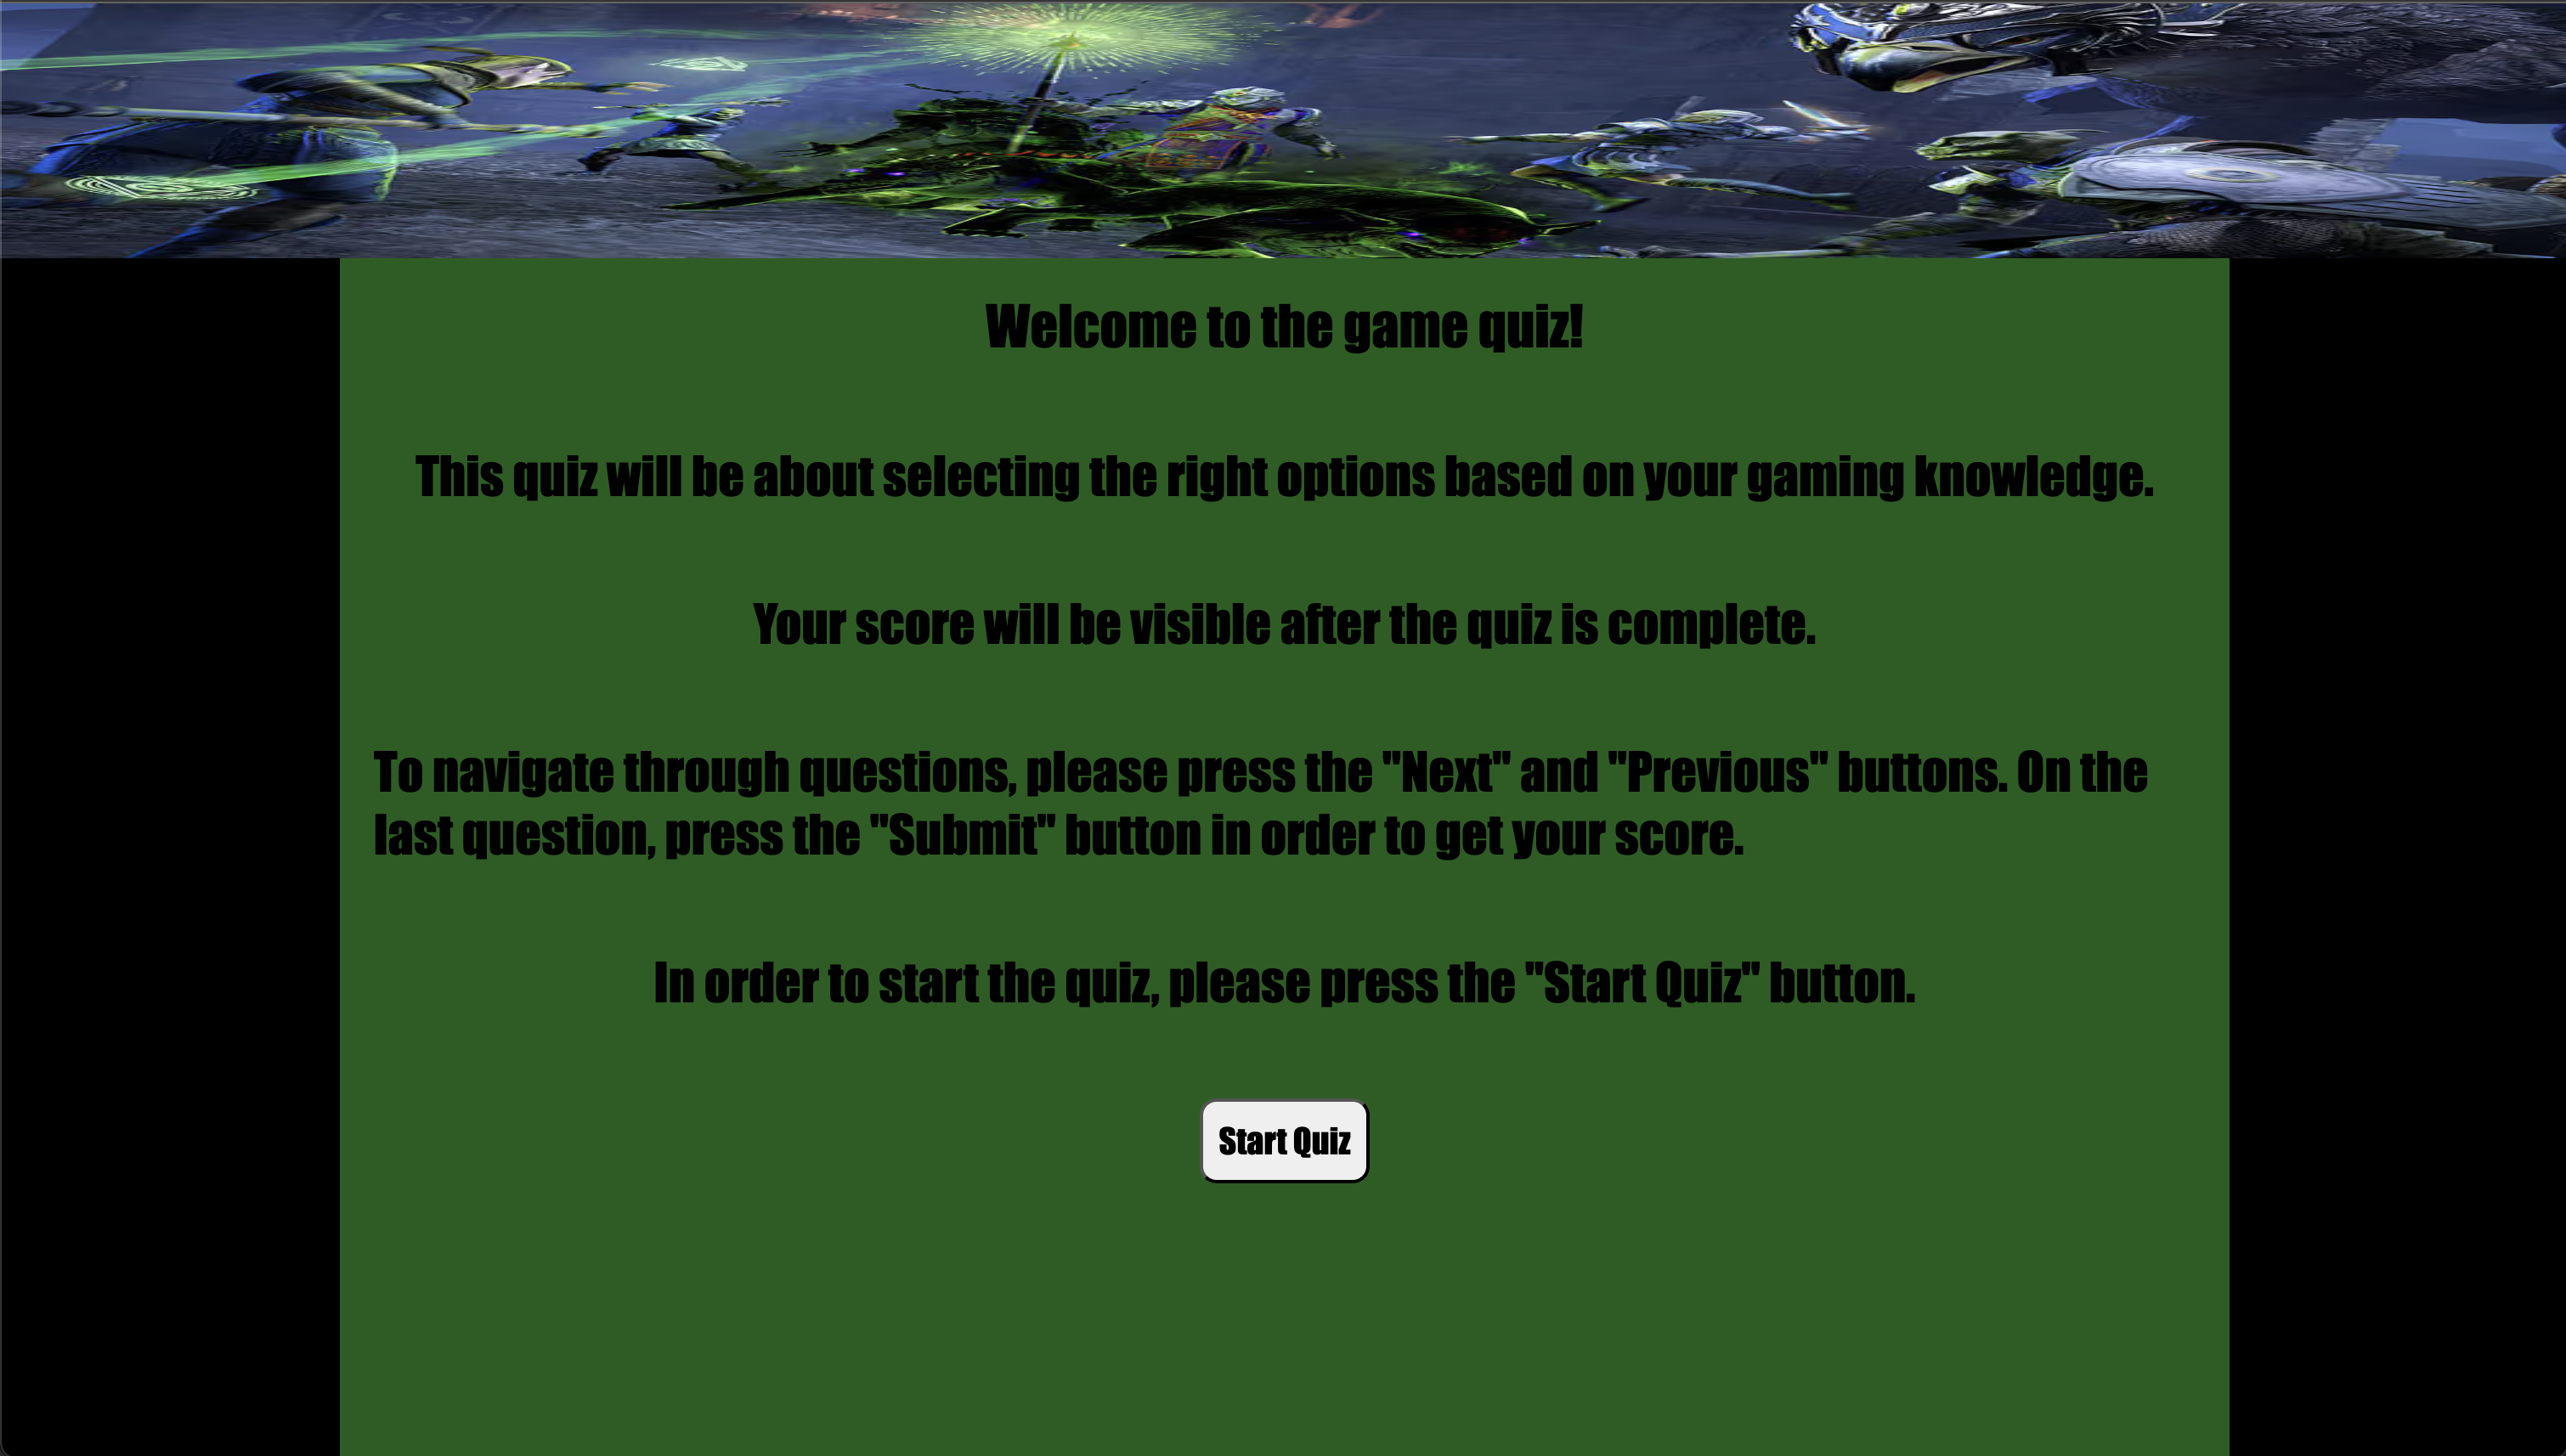 Welcome to the game quiz!
This quiz will be about selecting the right options based on your gaming knowledge.
Your score will be visible after the quiz is complete.
To navigate through questions, please press the "Next" and "Previous" buttons. On the
last question, press the "Submit" button in order to get your score.
In order to start the quiz, please press the "Start Quiz" button.
Start Quiz